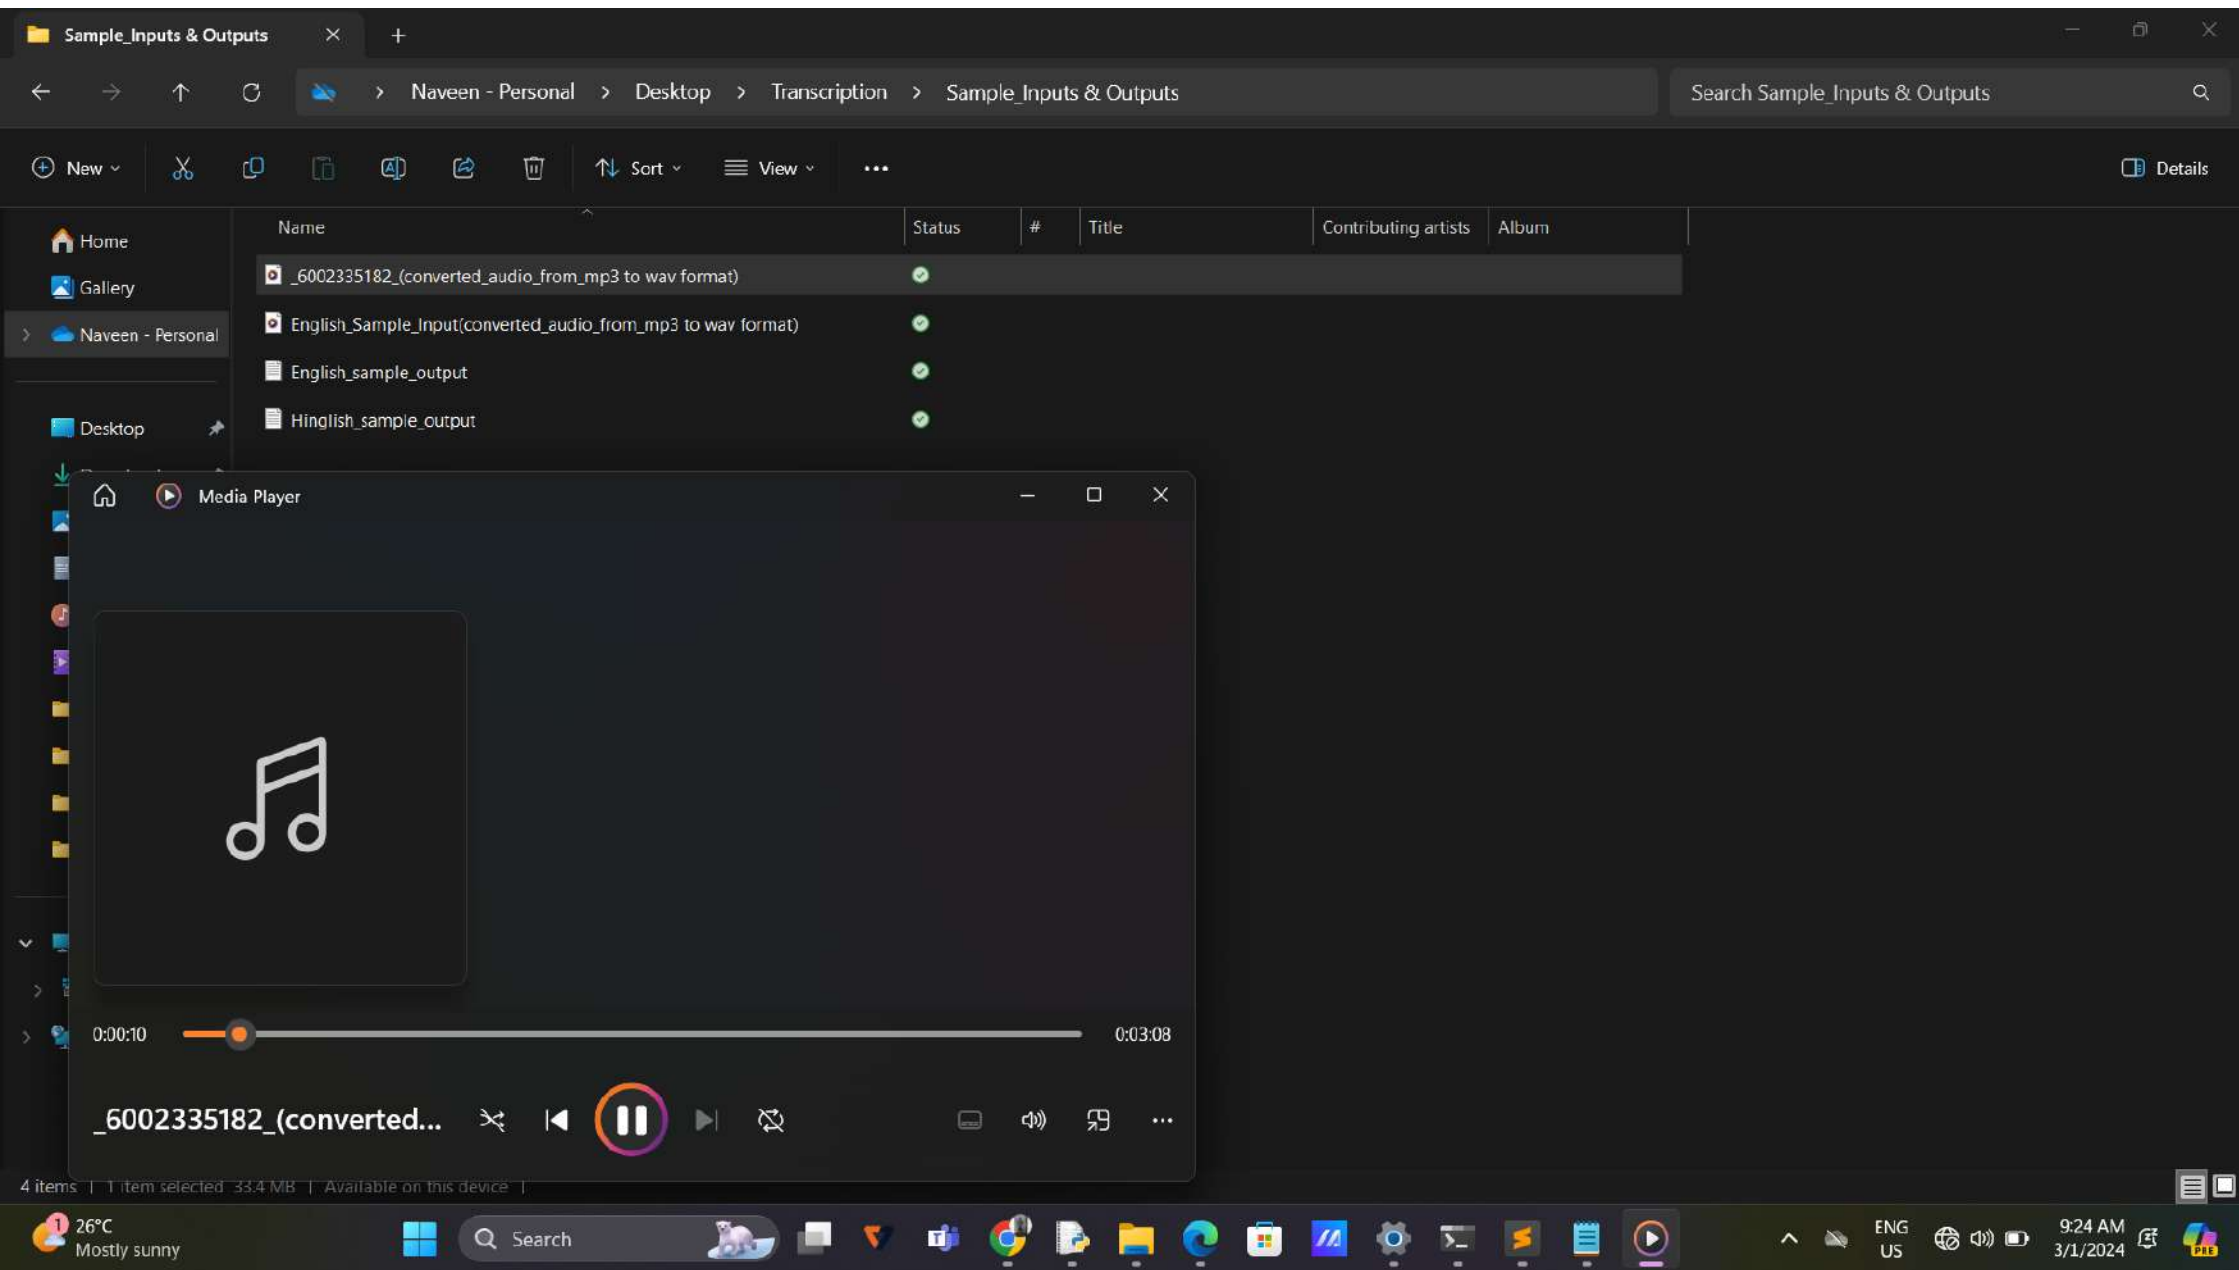 Sample_Inputs & Outputs
Naveen - Personal > Desktop > Transcription > Sample_Inputs & Outputs
Search Sample_Inputs & Outputs
New
Sort
View
Details
Name Status # Title Contributing artists Album
Home
Gallery
Naveen - Personal
Desktop
_6002335182_(converted_audio_from_mp3 to wav format)
English_Sample_Input(converted_audio_from_mp3 to wav format)
English_sample_output
Hinglish_sample_output
Media Player
0:00:10
0:03:08
_6002335182_(converted...
4 items | 1 item selected 33.4 MB | Available on this device |
1
26°C
Mostly sunny
Search
ENG
US
9:24 AM
3/1/2024
PRE